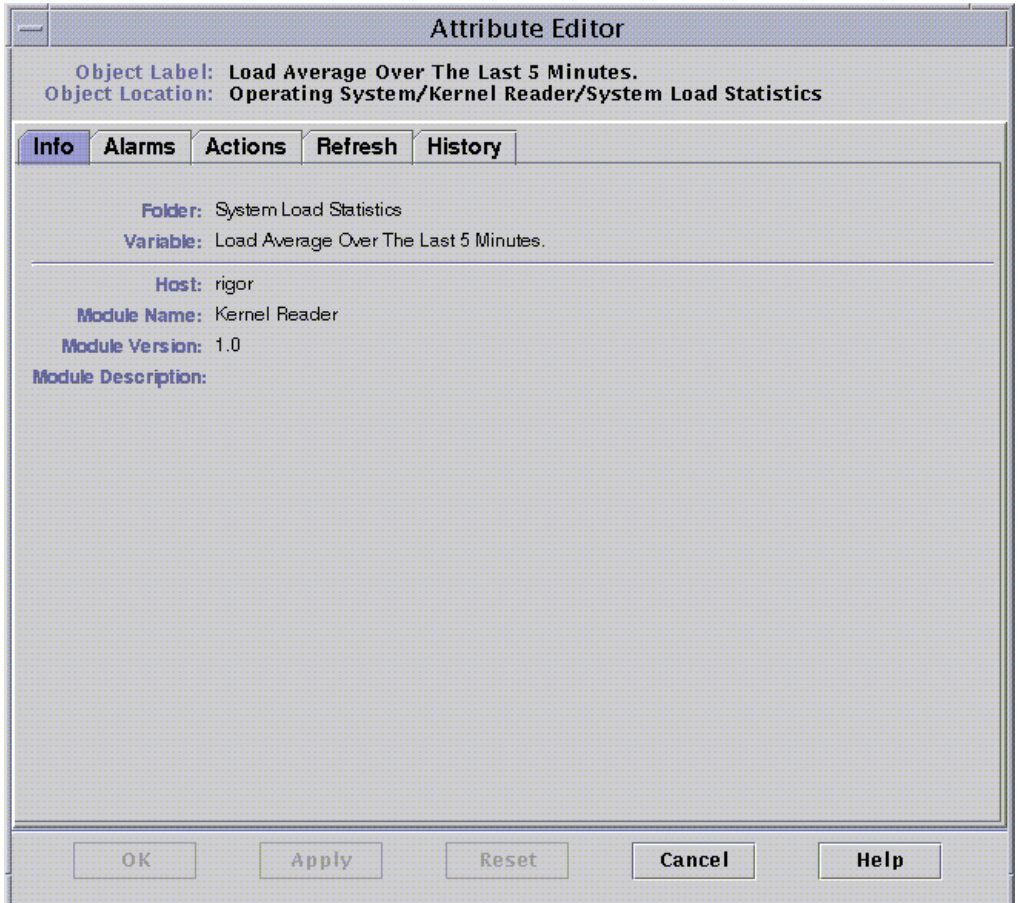 Attribute Editor
Object Label: Load Average Over The Last 5 Minutes.
Object Location: Operating System/Kernel Reader/System Load Statistics
Info Alarms Actions Refresh History
Folder: System Load Statistics
Variable: Load Average Over The Last 5 Minutes.
Host: rigor
Module Name: Kernel Reader
Module Version: 1.0
Module Description:
OK Apply Reset Cancel Help